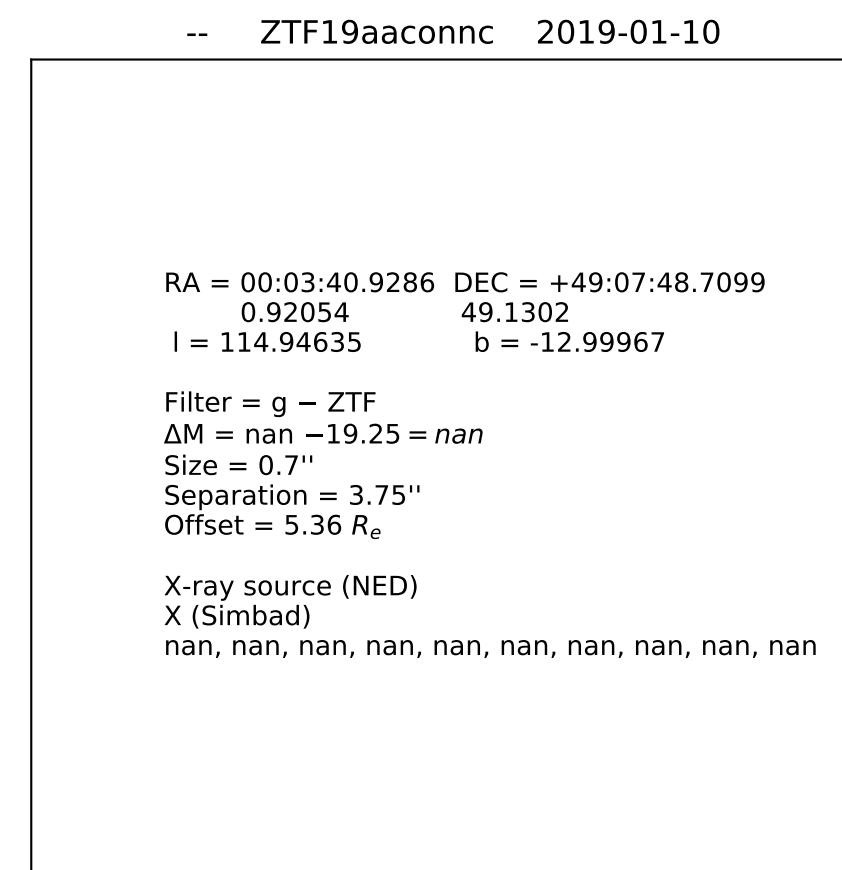 -- ZTF19aaconnc 2019-01-10
RA = 00:03:40.9286 DEC = +49:07:48.7099
0.92054 49.1302
l = 114.94635 b = -12.99967
Filter = g − ZTF
ΔM = nan −19.25 = nan
Size = 0.7''
Separation = 3.75''
Offset = 5.36 Re
X-ray source (NED)
X (Simbad)
nan, nan, nan, nan, nan, nan, nan, nan, nan, nan